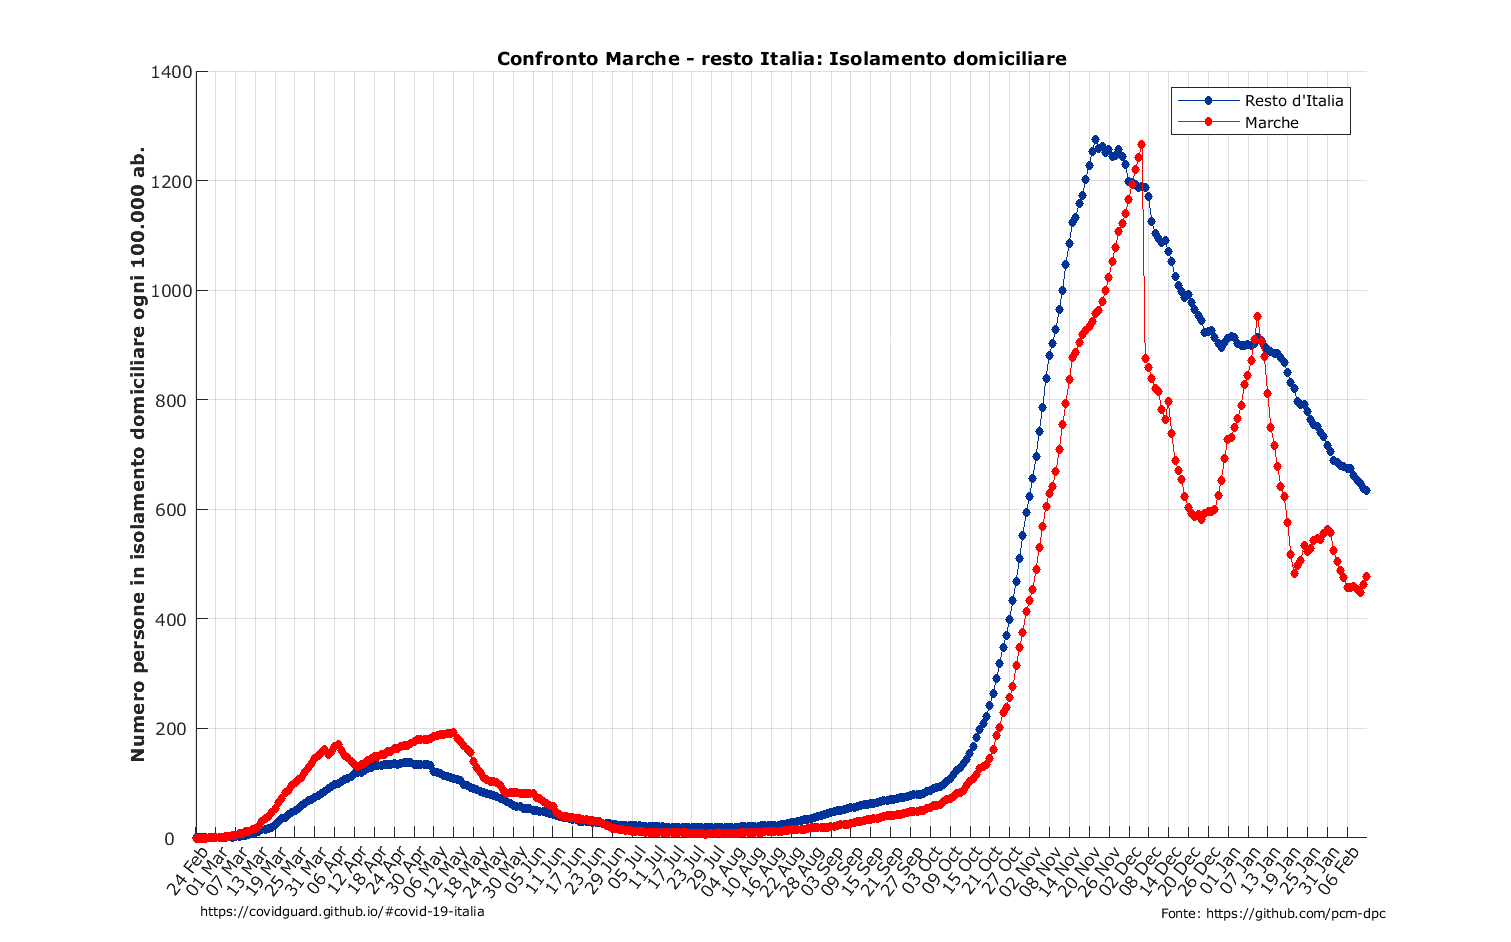 Confronto Marche - resto Italia: Isolamento domiciliare
Numero persone in isolamento domiciliare ogni 100.000 ab.
1400
1200
1000
800
600
400
200
0
Resto d'Italia
Marche
24 Feb
01 Mar
07 Mar
13 Mar
19 Mar
25 Mar
31 Mar
06 Apr
12 Apr
18 Apr
24 Apr
30 Apr
06 May
12 May
18 May
24 May
30 May
05 Jun
11 Jun
17 Jun
23 Jun
29 Jun
05 Jul
11 Jul
17 Jul
23 Jul
29 Jul
04 Aug
10 Aug
16 Aug
22 Aug
28 Aug
03 Sep
09 Sep
15 Sep
21 Sep
27 Sep
03 Oct
09 Oct
15 Oct
21 Oct
27 Oct
02 Nov
08 Nov
14 Nov
20 Nov
26 Nov
02 Dec
08 Dec
14 Dec
20 Dec
26 Dec
01 Jan
07 Jan
13 Jan
19 Jan
25 Jan
31 Jan
06 Feb
https://covidguard.github.io/#covid-19-italia
Fonte: https://github.com/pcm-dpc